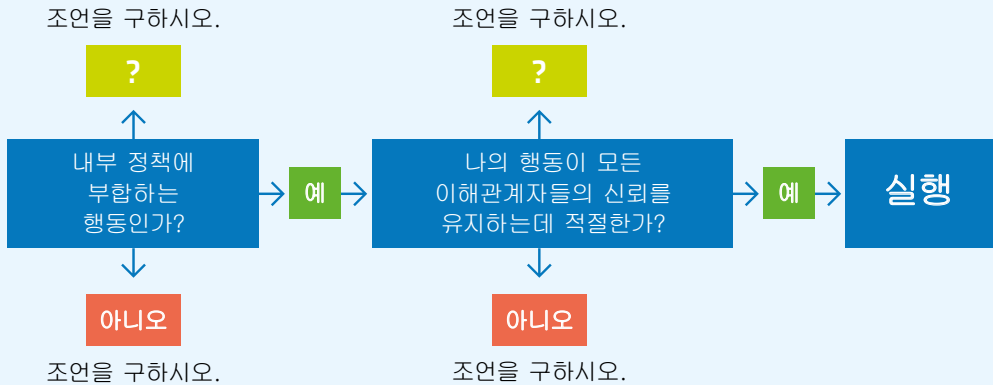 조언을 구하시오.
조언을 구하시오.
?
?
내부 정책에
부합하는
행동인가?
예
나의 행동이 모든
이해관계자들의 신뢰를
유지하는데 적절한가?
예
실행
아니오
아니오
조언을 구하시오.
조언을 구하시오.